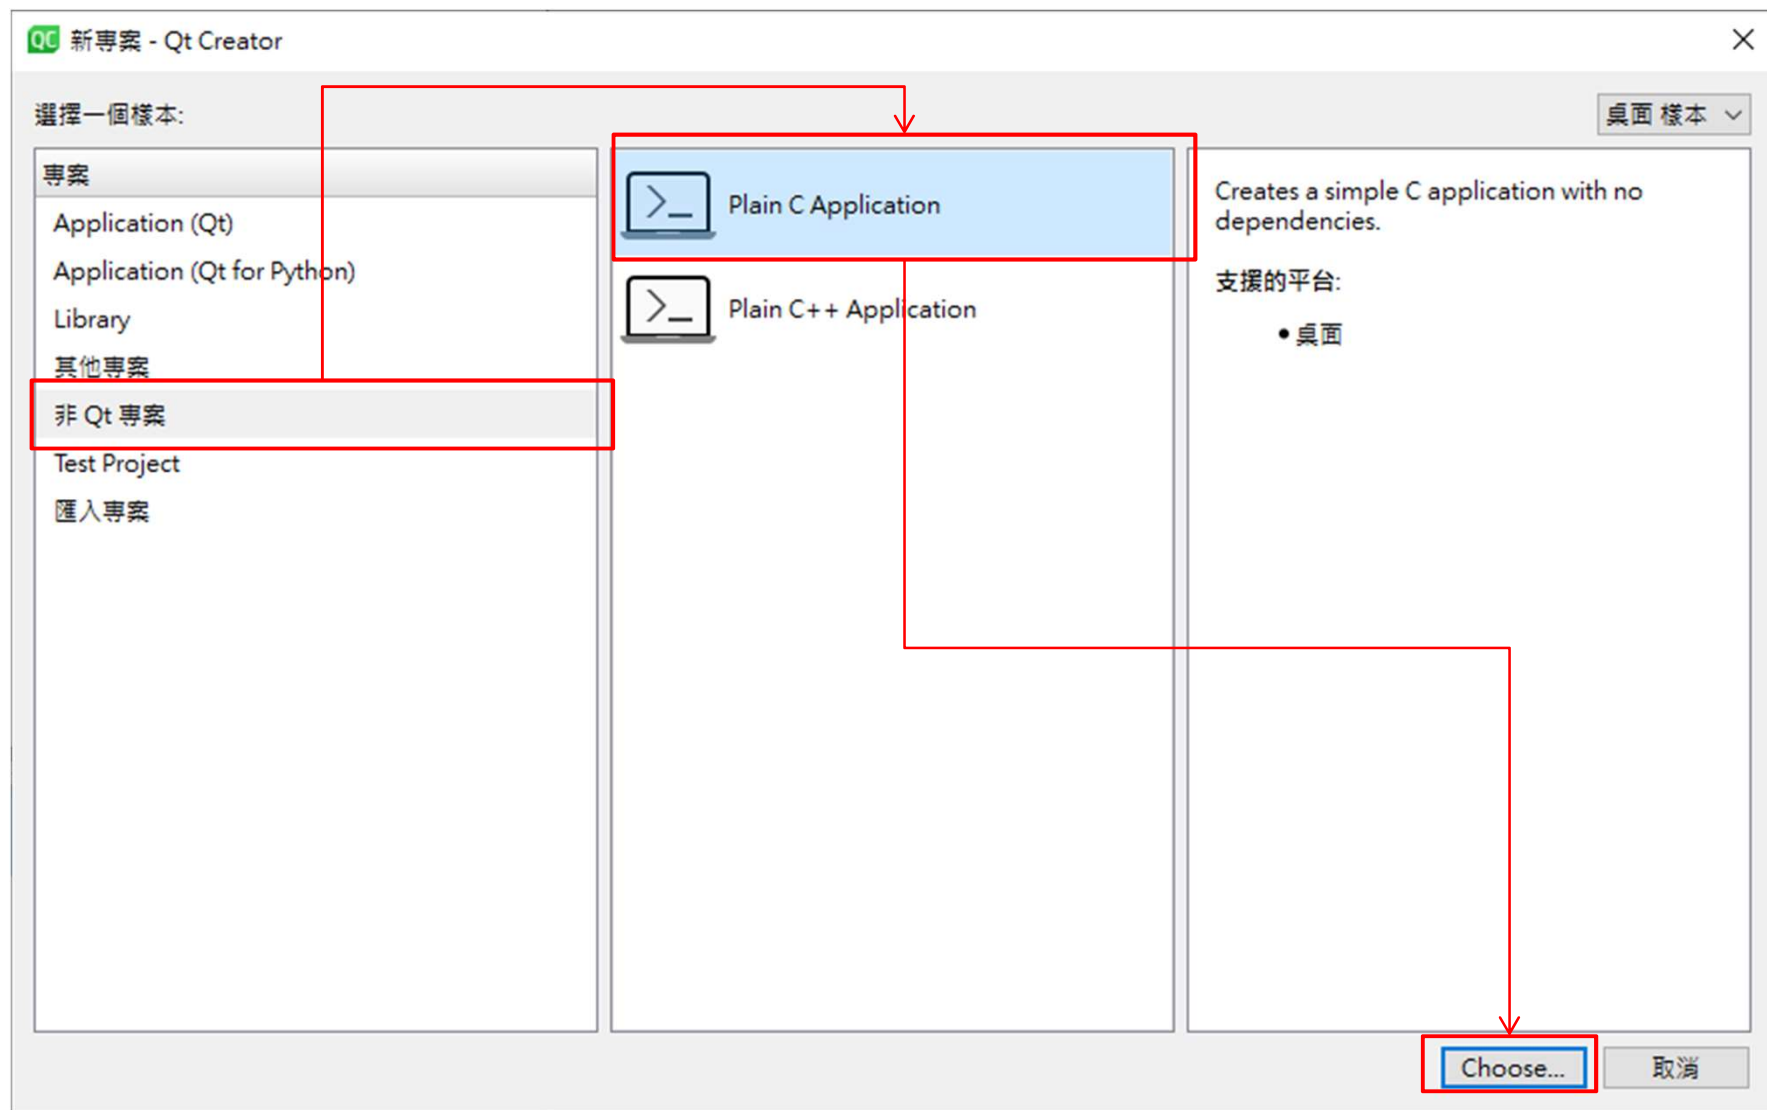 QC 新專案 - Qt Creator
選擇一個樣本:
桌面 樣本
專案
Application (Qt)
Application (Qt for Python)
Library
其他專案
非 Qt 專案
Test Project
匯入專案
Plain C Application
Plain C++ Application
Creates a simple C application with no
dependencies.
支援的平台:
• 桌面
Choose...
取消